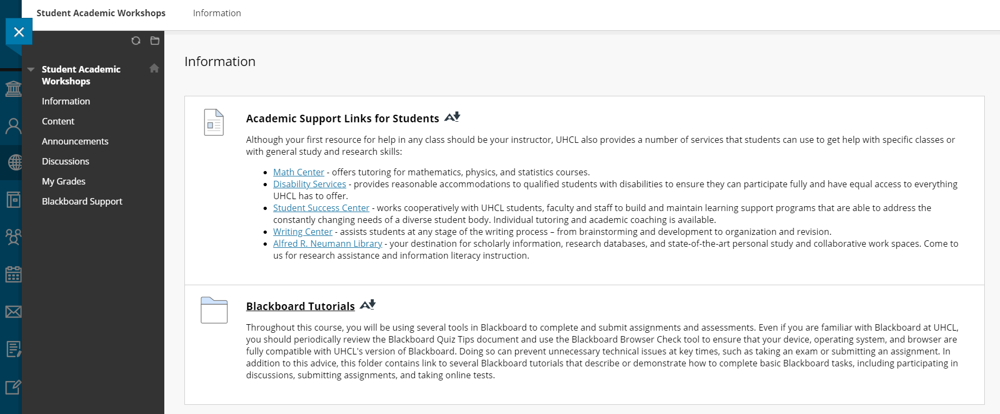 Student Academic Workshops Information
Student Academic
Workshops
Information
Content
Announcements
Discussions
My Grades
Blackboard Support
Information
Academic Support Links for Students
Although your first resource for help in any class should be your instructor, UHCL also provides a number of services that students can use to get help with specific classes or
with general study and research skills:
• Math Center - offers tutoring for mathematics, physics, and statistics courses.
• Disability Services - provides reasonable accommodations to qualified students with disabilities to ensure they can participate fully and have equal access to everything
UHCL has to offer.
• Student Success Center - works cooperatively with UHCL students, faculty and staff to build and maintain learning support programs that are able to address the
constantly changing needs of a diverse student body. Individual tutoring and academic coaching is available.
• Writing Center - assists students at any stage of the writing process – from brainstorming and development to organization and revision.
• Alfred R. Neumann Library - your destination for scholarly information, research databases, and state-of-the-art personal study and collaborative work spaces. Come to
us for research assistance and information literacy instruction.
Blackboard Tutorials
Throughout this course, you will be using several tools in Blackboard to complete and submit assignments and assessments. Even if you are familiar with Blackboard at UHCL,
you should periodically review the Blackboard Quiz Tips document and use the Blackboard Browser Check tool to ensure that your device, operating system, and browser are
fully compatible with UHCL's version of Blackboard. Doing so can prevent unnecessary technical issues at key times, such as taking an exam or submitting an assignment. In
addition to this advice, this folder contains link to several Blackboard tutorials that describe or demonstrate how to complete basic Blackboard tasks, including participating in
discussions, submitting assignments, and taking online tests.